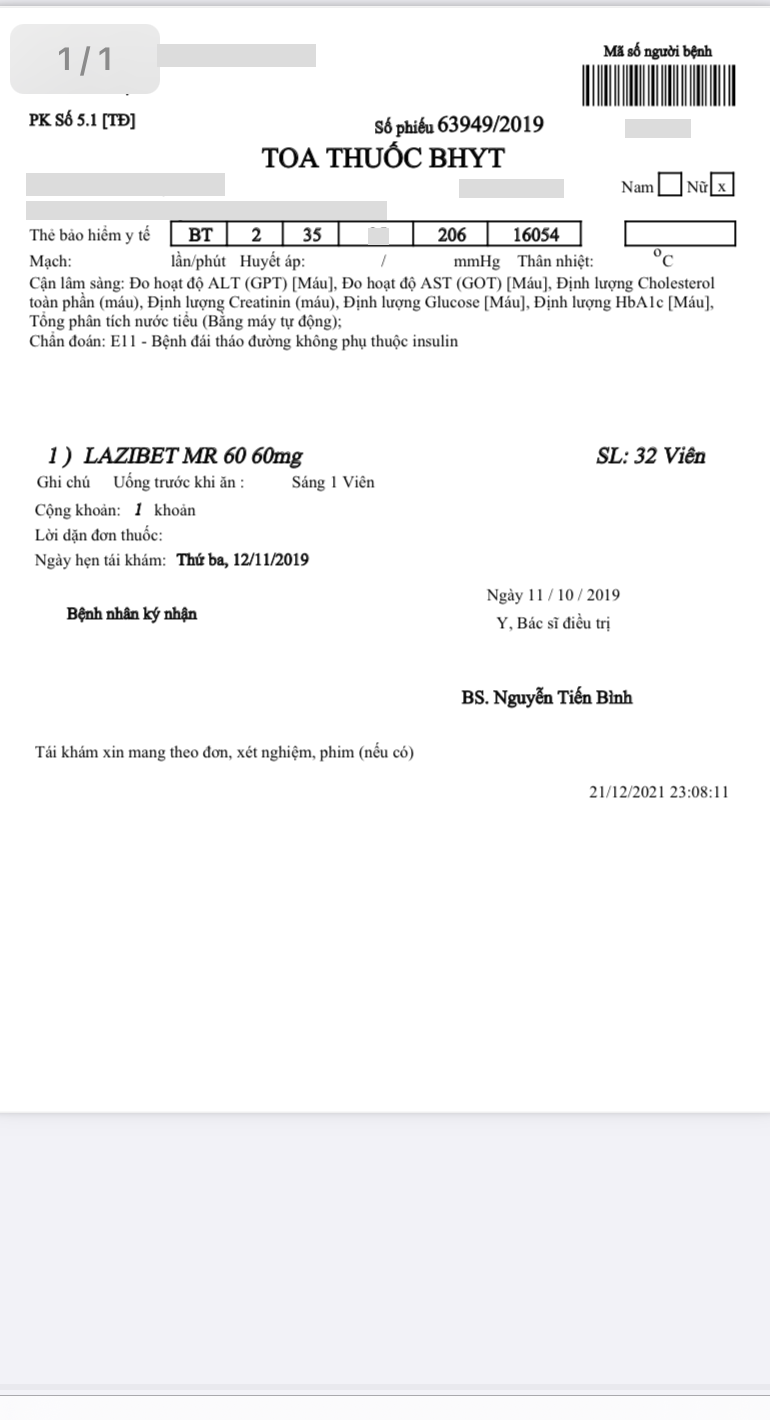 1/1
Mã số người bệnh
PK Số 5.1 [TĐ]
Số phiếu 63949/2019
TOA THUỐC BHYT
Nam Nữ x
Thẻ bảo hiểm y tế BT 2 35 206 16054
Mạch: lần/phút Huyết áp: / mmHg Thân nhiệt: °C
Cận lâm sàng: Đo hoạt độ ALT (GPT) [Máu], Đo hoạt độ AST (GOT) [Máu], Định lượng Cholesterol
toàn phần (máu), Định lượng Creatinin (máu), Định lượng Glucose [Máu], Định lượng HbA1c [Máu],
Tổng phân tích nước tiểu (Bằng máy tự động);
Chẩn đoán: E11 - Bệnh đái tháo đường không phụ thuộc insulin
1 ) LAZIBET MR 60 60mg SL: 32 Viên
Ghi chú Uống trước khi ăn : Sáng 1 Viên
Cộng khoản: 1 khoản
Lời dặn đơn thuốc:
Ngày hẹn tái khám: Thứ ba, 12/11/2019
Ngày 11 / 10 / 2019
Bệnh nhân ký nhận
Y, Bác sĩ điều trị
BS. Nguyễn Tiến Bình
Tái khám xin mang theo đơn, xét nghiệm, phim (nếu có)
21/12/2021 23:08:11